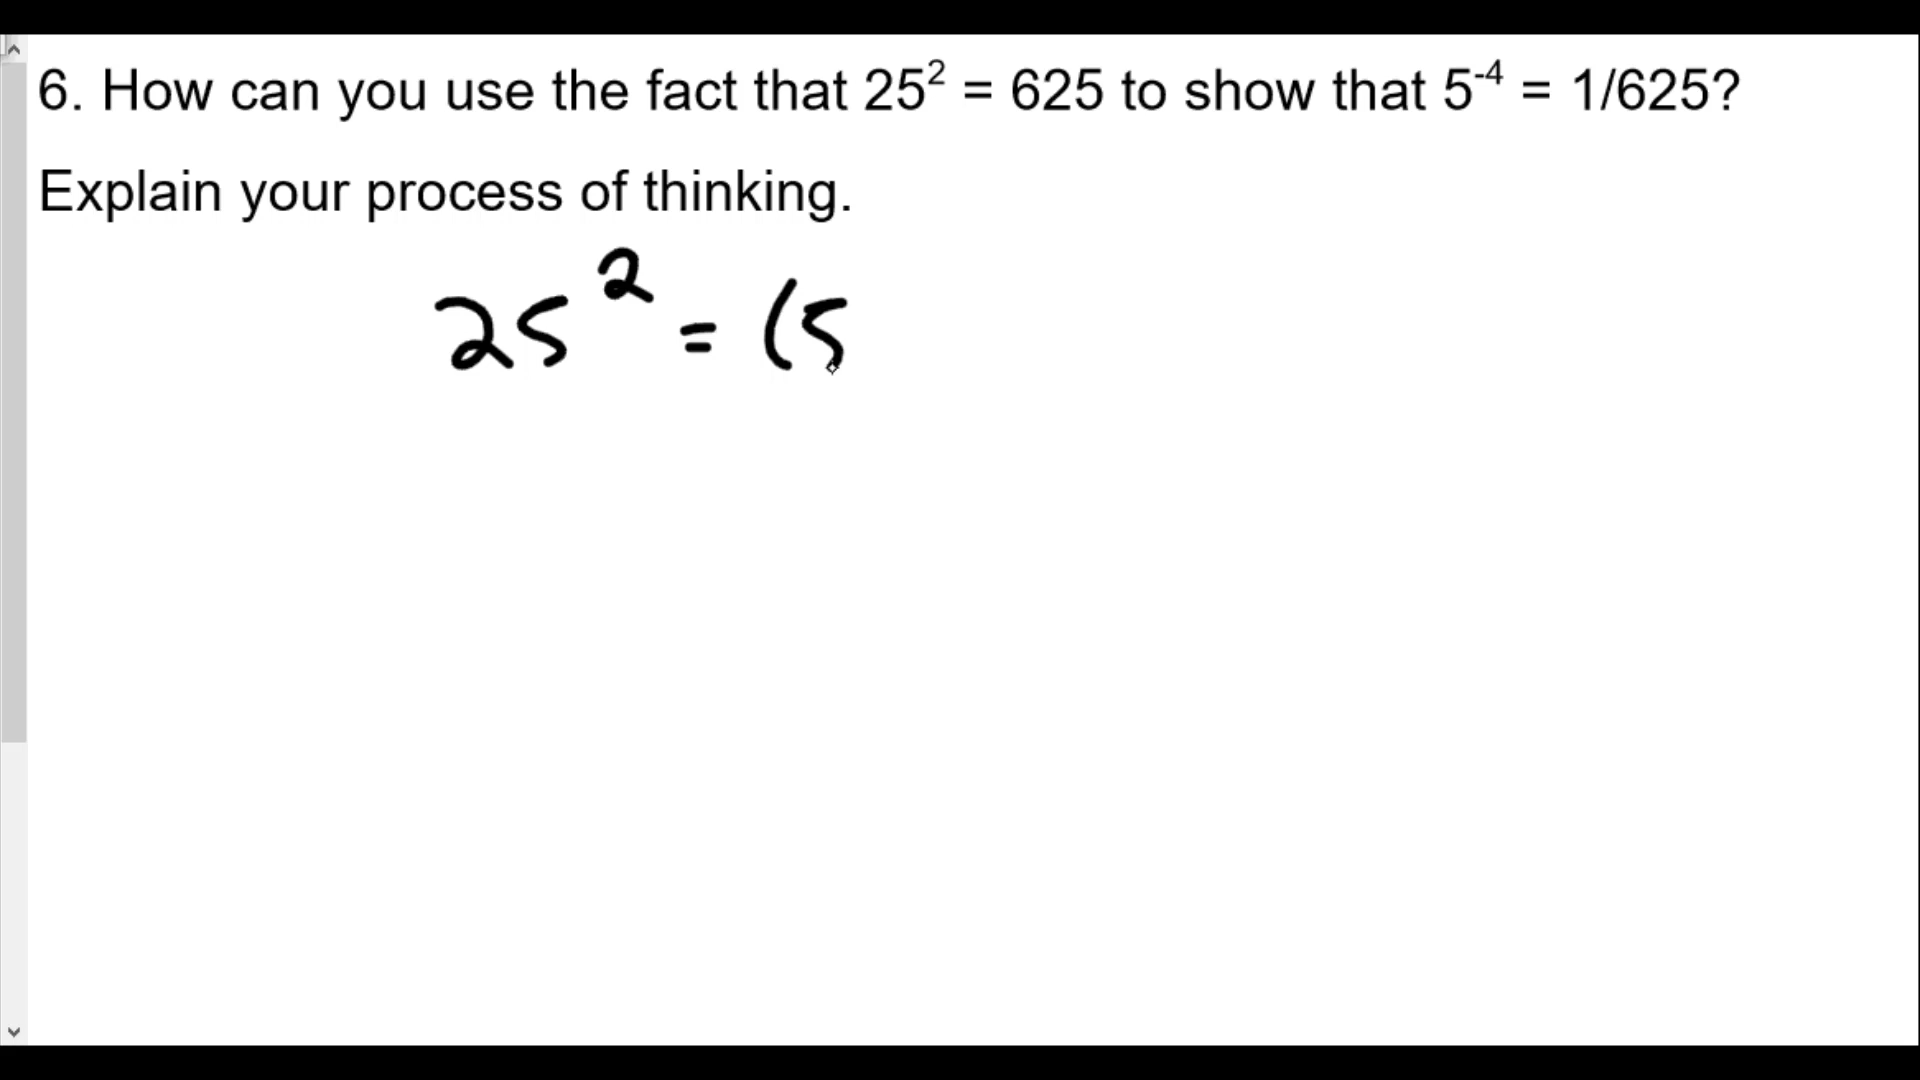 6. How can you use the fact that 25² = 625 to show that 5⁻⁴ = 1/625?
Explain your process of thinking.
25² = (5